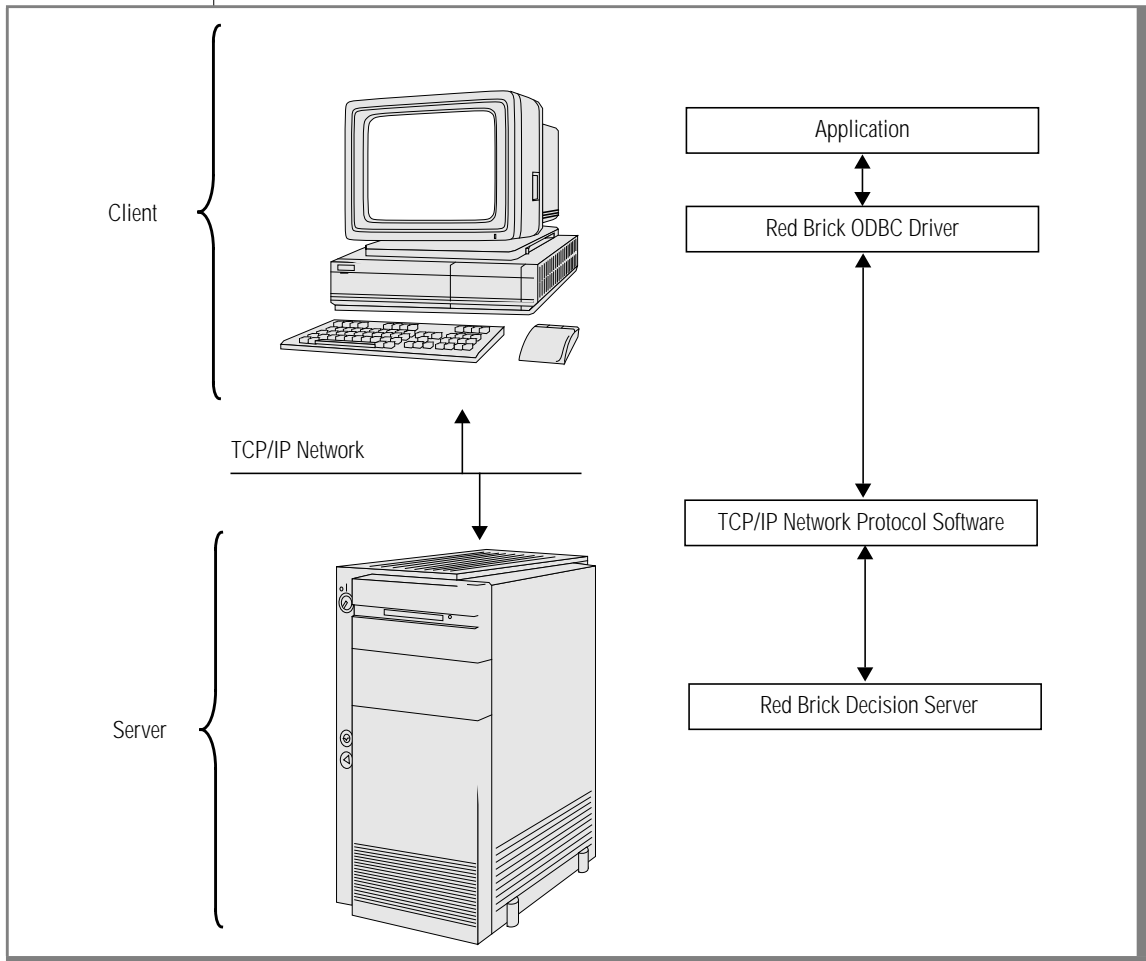 Client
Application
Red Brick ODBC Driver
TCP/IP Network
TCP/IP Network Protocol Software
Server
Red Brick Decision Server